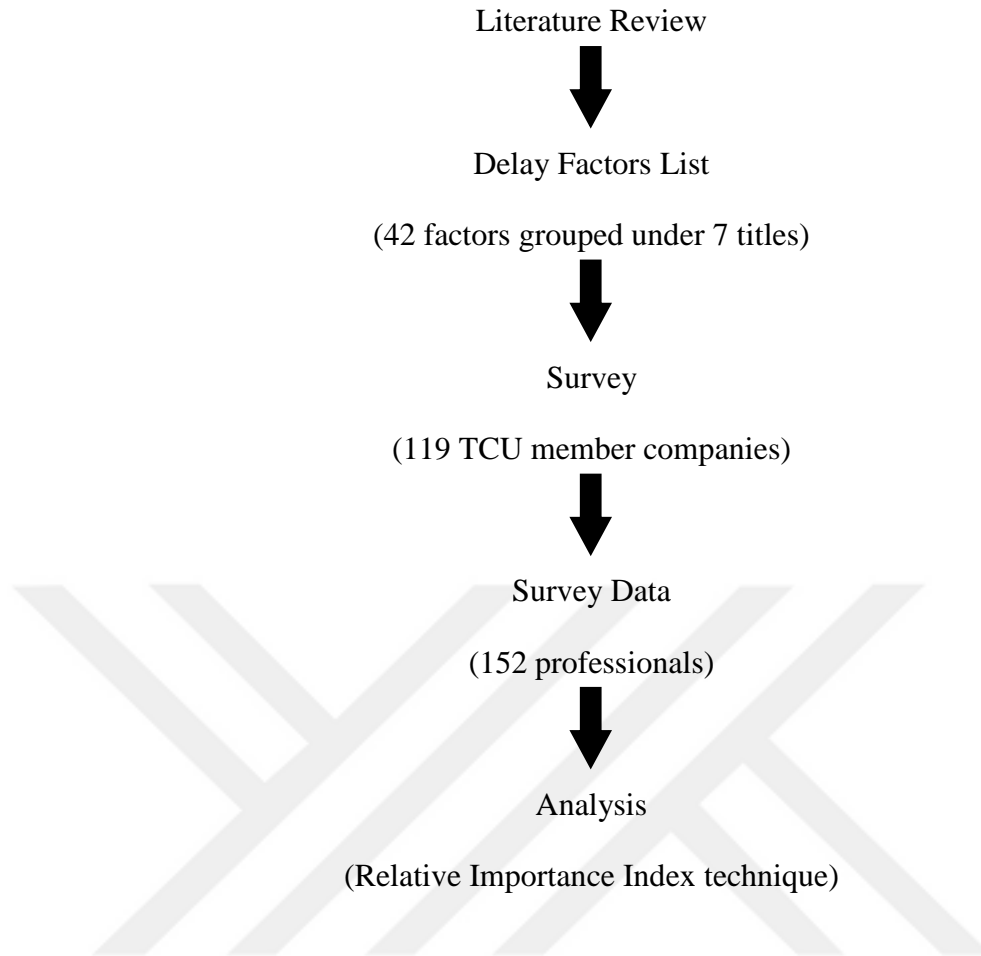 Literature Review
Delay Factors List
(42 factors grouped under 7 titles)
Survey
(119 TCU member companies)
Survey Data
(152 professionals)
Analysis
(Relative Importance Index technique)